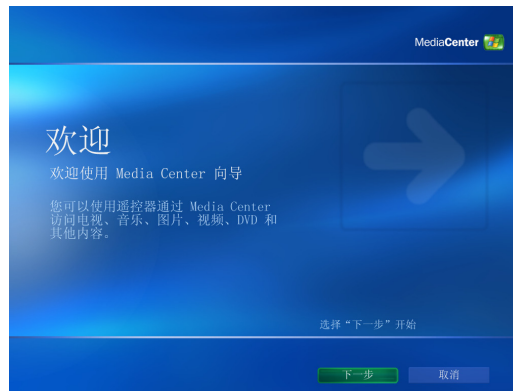 MediaCenter
欢迎
欢迎使用 Media Center 向导
您可以使用遥控器通过 Media Center
访问电视、音乐、图片、视频、DVD 和
其他内容。
选择“下一步”开始
下一步 取消